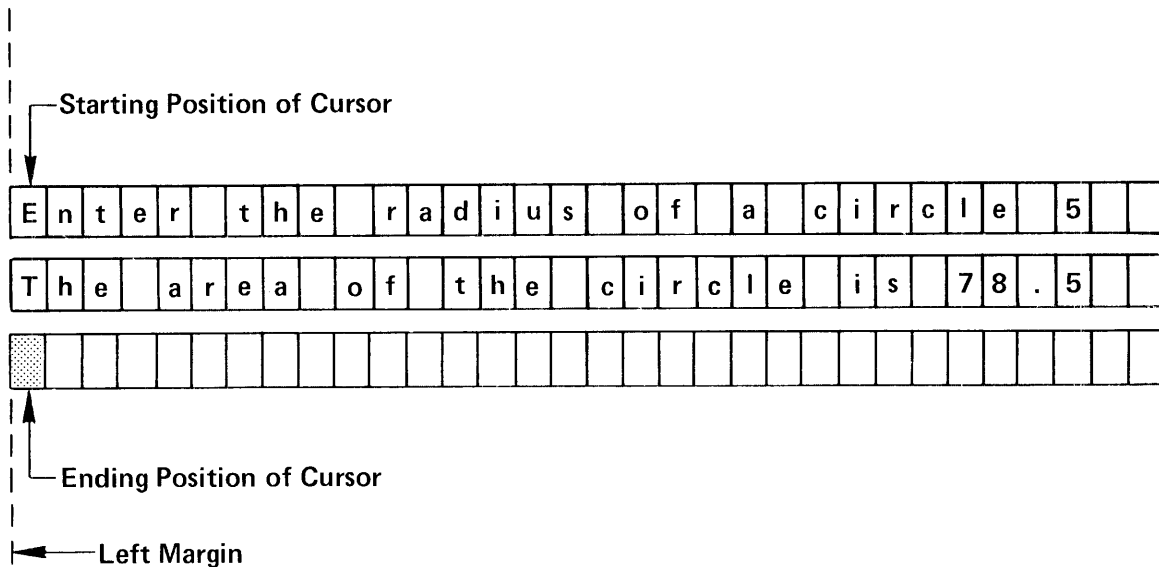 Starting Position of Cursor
Enter the radius of a circle 5
The area of the circle is 78.5
Ending Position of Cursor
Left Margin